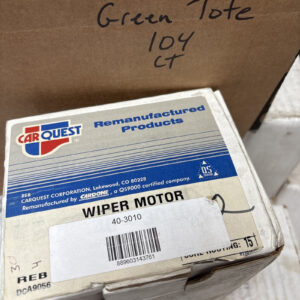 Green Tote
104
CT
CARQUEST
Remanufactured
Products
CARQUEST CORPORATION, Lakewood, CO 80228
Remanufactured by CARDONE, a QS9000 certified company.
WIPER MOTOR
40-3010
REB
DCA9056
15